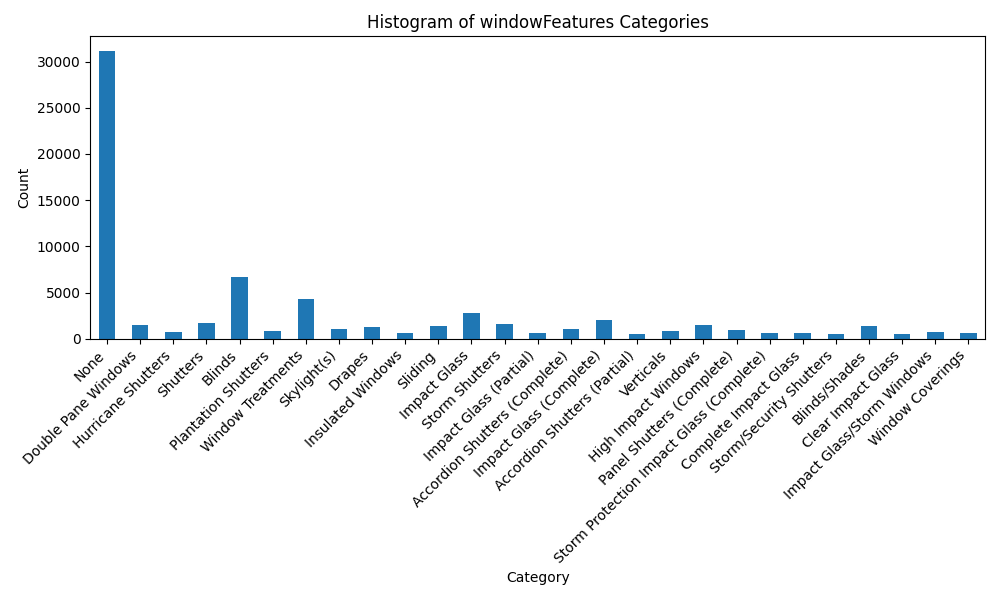 Histogram of windowFeatures Categories
30000
25000
20000
15000
10000
5000
0
Count
None
Double Pane Windows
Hurricane Shutters
Shutters
Blinds
Plantation Shutters
Window Treatments
Skylight(s)
Drapes
Insulated Windows
Sliding
Impact Glass
Storm Shutters
Impact Glass (Partial)
Accordion Shutters (Complete)
Impact Glass (Complete)
Accordion Shutters (Partial)
Verticals
High Impact Windows
Panel Shutters (Complete)
Storm Protection Impact Glass (Complete)
Complete Impact Glass
Storm/Security Shutters
Blinds/Shades
Clear Impact Glass
Impact Glass/Storm Windows
Window Coverings
Category